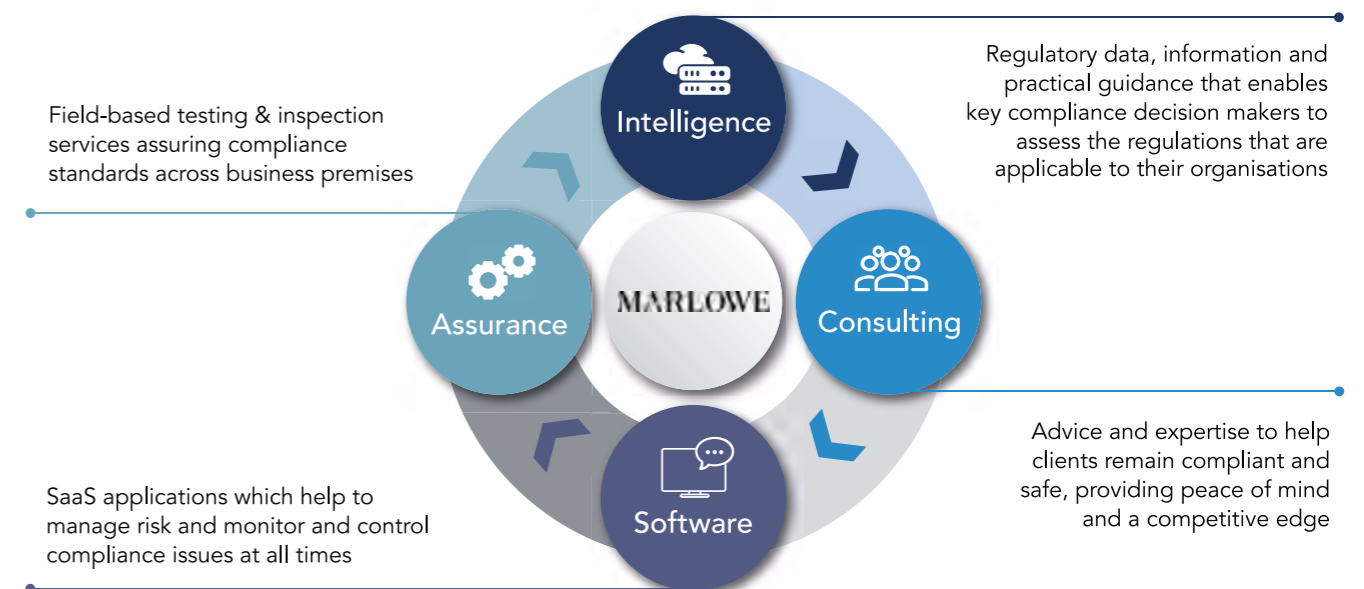 Intelligence
Regulatory data, information and
practical guidance that enables
key compliance decision makers to
assess the regulations that are
applicable to their organisations
Field-based testing & inspection
services assuring compliance
standards across business premises
Assurance
MARLOWE
Consulting
Advice and expertise to help
clients remain compliant and
safe, providing peace of mind
and a competitive edge
Software
SaaS applications which help to
manage risk and monitor and control
compliance issues at all times